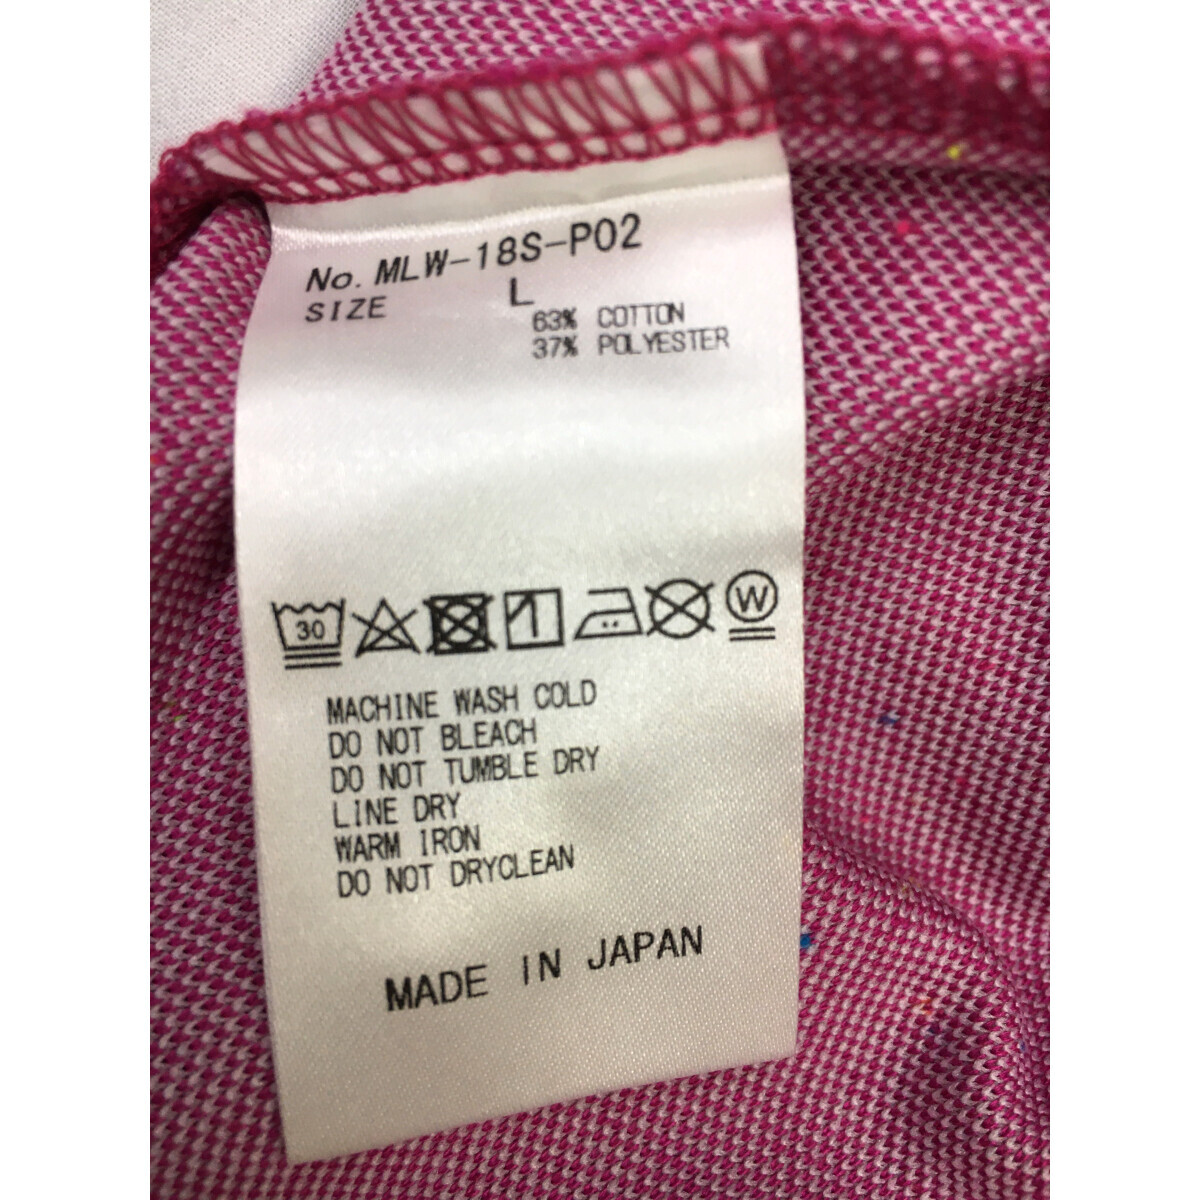 No. MLW-18S-P02
SIZE L
63% COTTON
37% POLYESTER
30 W
MACHINE WASH COLD
DO NOT BLEACH
DO NOT TUMBLE DRY
LINE DRY
WARM IRON
DO NOT DRYCLEAN
MADE IN JAPAN